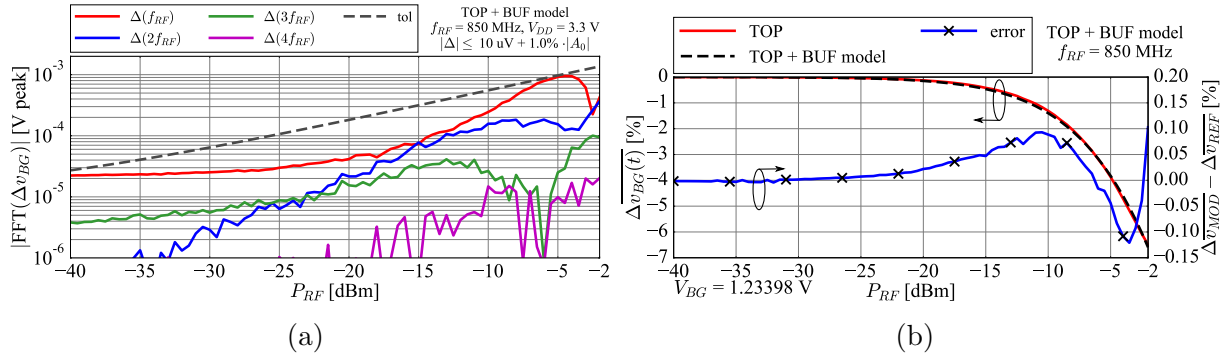 Δ(f_RF)
Δ(2f_RF)
Δ(3f_RF)
Δ(4f_RF)
tol
TOP + BUF model
f_RF = 850 MHz, V_DD = 3.3 V
|Δ| ≤ 10 uV + 1.0% ·|A_0|
|FFT(Δv_BG)| [V peak]
10^−3
10^−4
10^−5
10^−6
−40 −35 −30 −25 −20 −15 −10 −5 −2
P_RF [dBm]
(a)
TOP
TOP + BUF model
error
TOP + BUF model
f_RF = 850 MHz
\overline{Δv_BG(t)} [%]
0
−1
−2
−3
−4
−5
−6
−7
0.20
0.15
0.10
0.05
0.00
−0.05
−0.10
−0.15
\overline{Δv_MOD} − \overline{Δv_REF} [%]
−40 −35 −30 −25 −20 −15 −10 −5 −2
V_BG = 1.23398 V
P_RF [dBm]
(b)